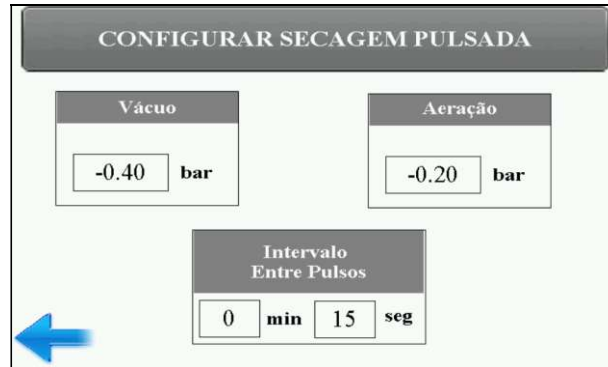 CONFIGURAR SECAGEM PULSADA
Vácuo
-0.40 bar
Aeração
-0.20 bar
Intervalo
Entre Pulsos
0 min 15 seg